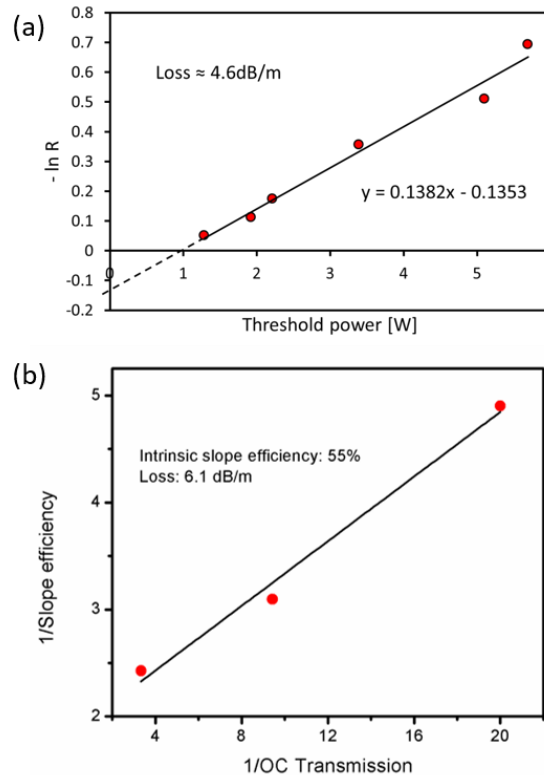 (a)
0.8
0.7
0.6
0.5
0.4
0.3
0.2
0.1
0
-0.1
-0.2
- ln R
Loss ≈ 4.6dB/m
y = 0.1382x - 0.1353
0 1 2 3 4 5
Threshold power [W]
(b)
5
4
3
2
1/Slope efficiency
Intrinsic slope efficiency: 55%
Loss: 6.1 dB/m
4 8 12 16 20
1/OC Transmission